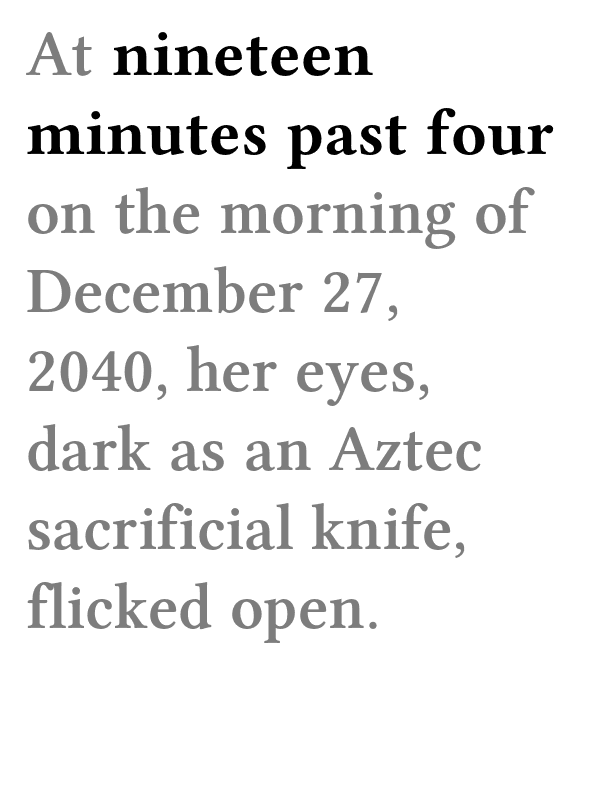 At nineteen
minutes past four
on the morning of
December 27,
2040, her eyes,
dark as an Aztec
sacrificial knife,
flicked open.